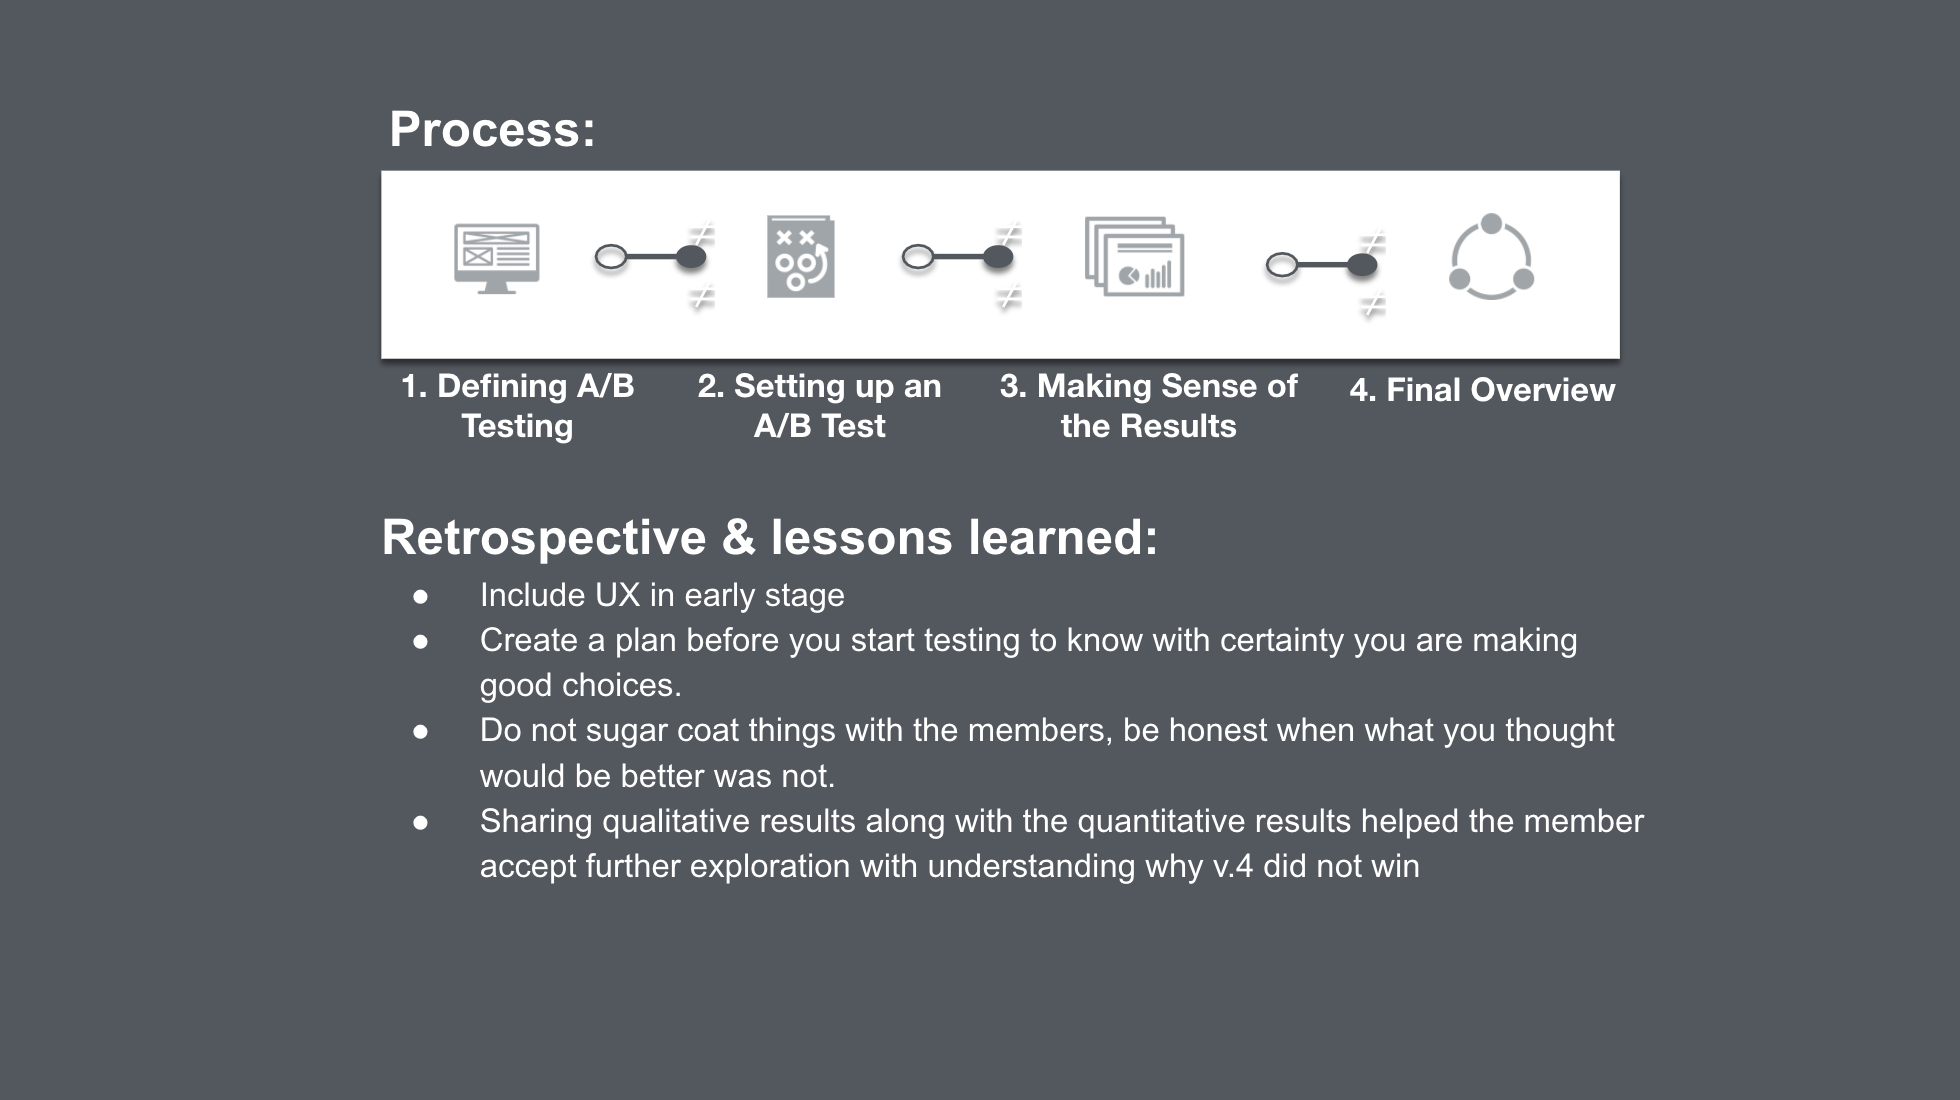 Process:
≠ ≠ ≠
≠ ≠ ≠
1. Defining A/B
Testing
2. Setting up an
A/B Test
3. Making Sense of
the Results
4. Final Overview
Retrospective & lessons learned:
● Include UX in early stage
● Create a plan before you start testing to know with certainty you are making
good choices.
● Do not sugar coat things with the members, be honest when what you thought
would be better was not.
● Sharing qualitative results along with the quantitative results helped the member
accept further exploration with understanding why v.4 did not win